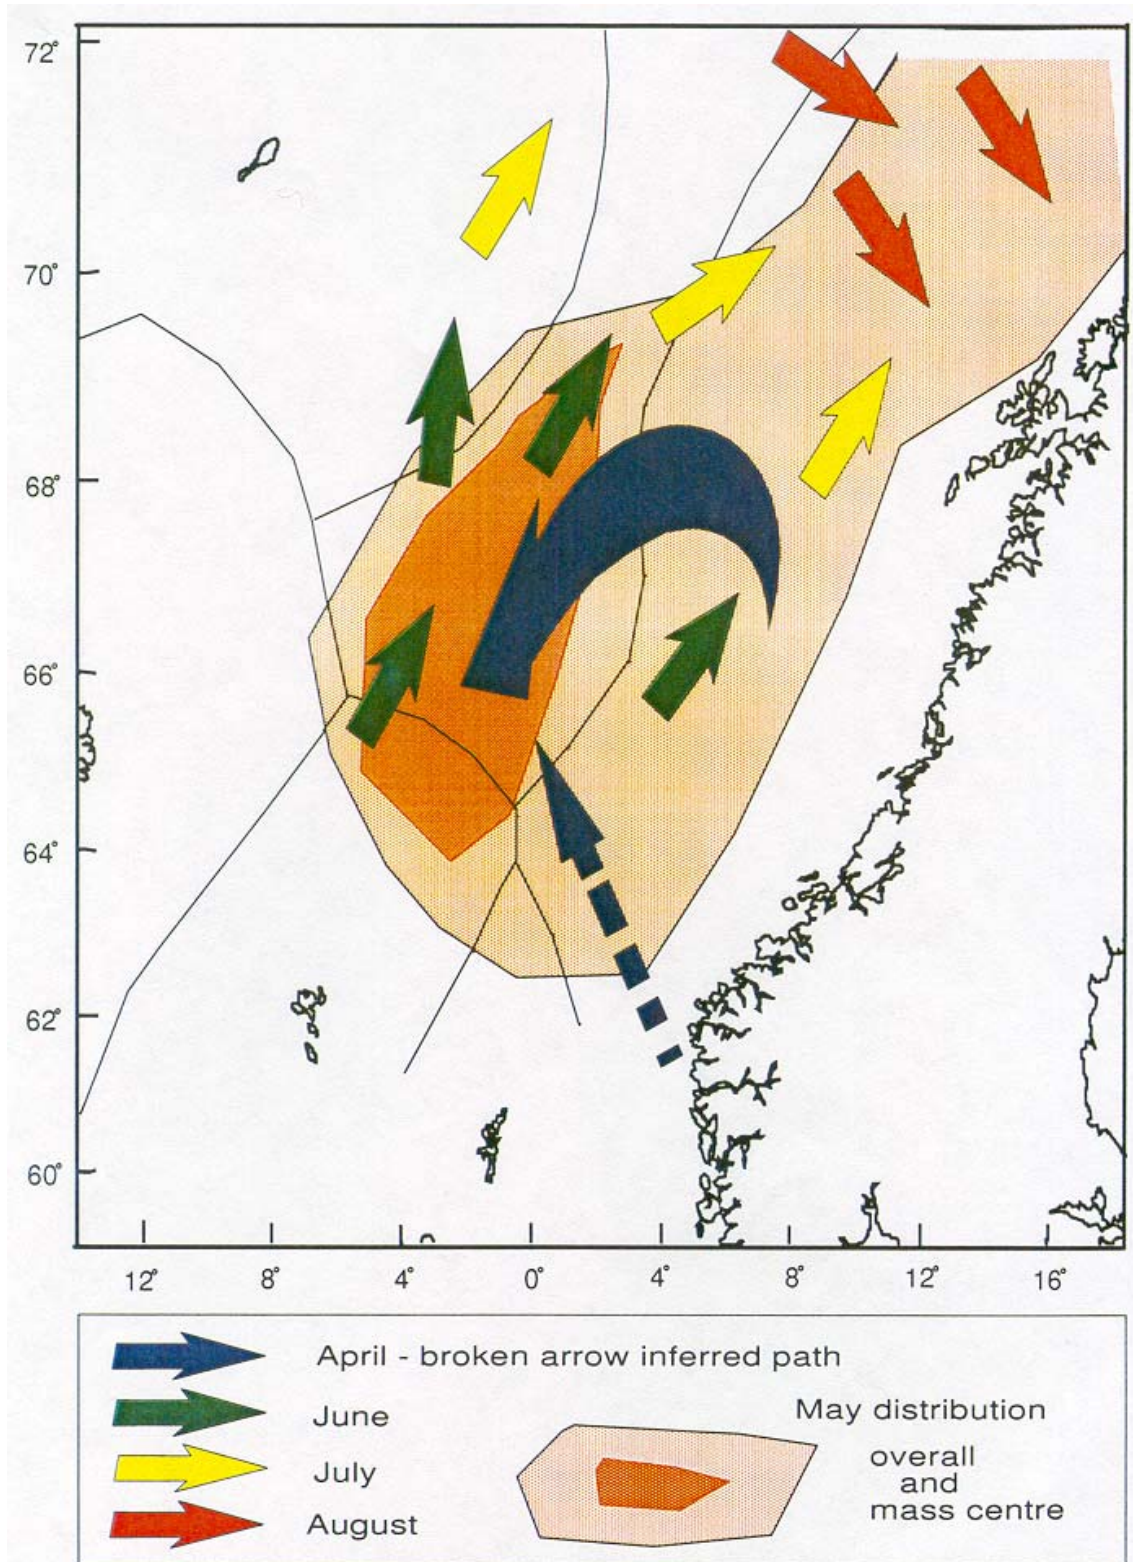 72°
70°
68°
66°
64°
62°
60°
12° 8° 4° 0° 4° 8° 12° 16°
April - broken arrow inferred path
June
July
August
May distribution
overall
and
mass centre